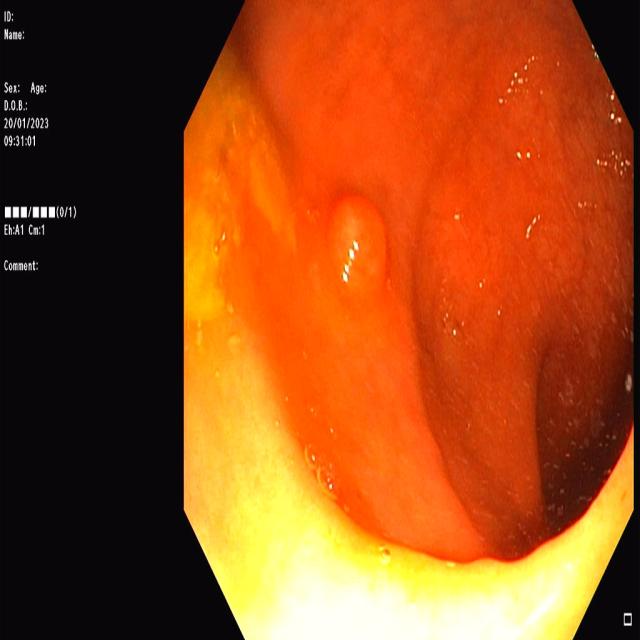 ID:
Name:
Sex: Age:
D.O.B.:
20/01/2023
09:31:01
■■■/■■■(0/1)
Eh:A1 Cm:1
Comment: